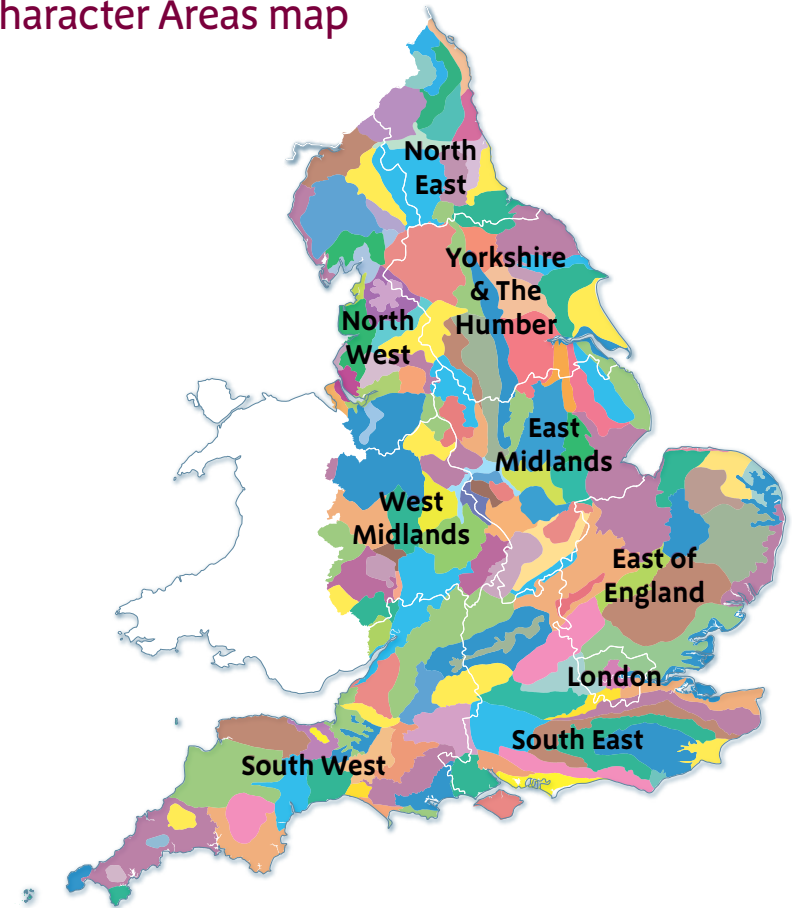 haracter Areas map
North
East
Yorkshire
& The
Humber
North
West
East
Midlands
West
Midlands
East of
England
London
South East
South West